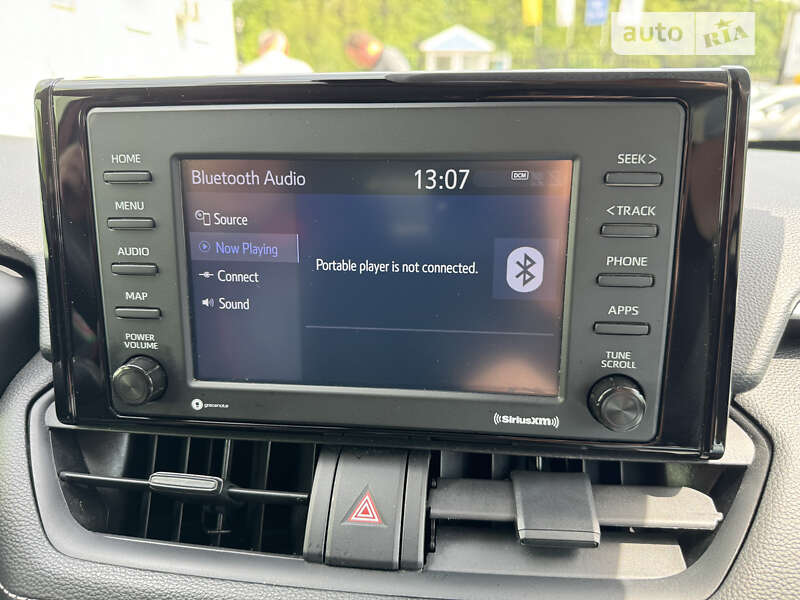 auto RIA
HOME
MENU
AUDIO
MAP
POWER
VOLUME
Bluetooth Audio 13:07 DCM
Source
Now Playing
Connect
Sound
Portable player is not connected.
SEEK >
< TRACK
PHONE
APPS
TUNE
SCROLL
gracenote
((SiriusXM))